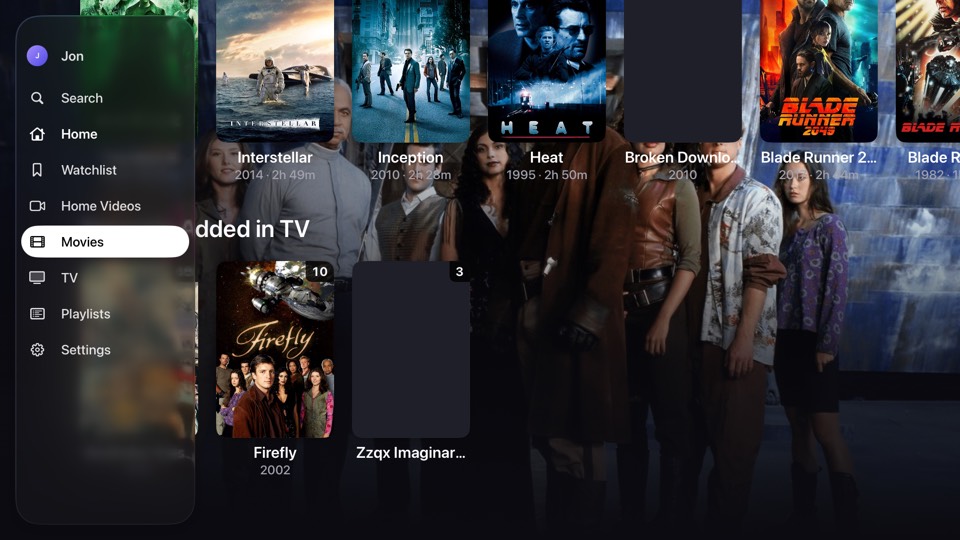 J
Jon
Search
Home
Watchlist
Home Videos
Movies
TV
Playlists
Settings
INTERSTELLAR
HEAT
BLADE
RUNNER
2049
Interstellar
2014 · 2h 49m
Inception
2010 · 2h 28m
Heat
1995 · 2h 50m
Broken Downlo...
2010
Blade Runner 2...
Blade R
1982 · 1
dded in TV
10
Firefly
3
Firefly
2002
Zzqx Imaginar...